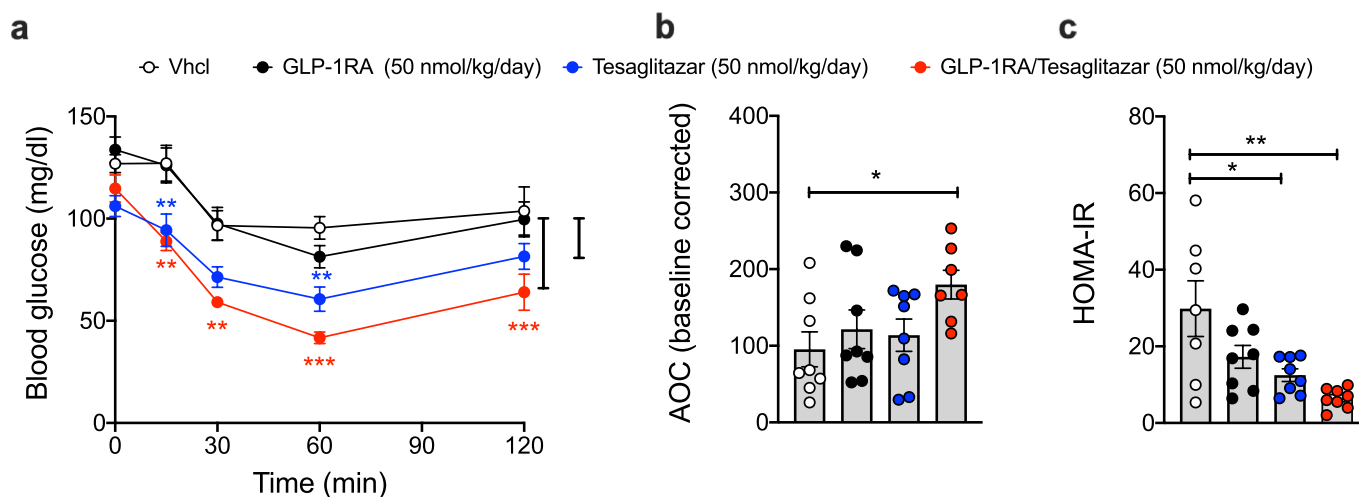 a
b
c
Vhcl GLP-1RA (50 nmol/kg/day) Tesaglitazar (50 nmol/kg/day) GLP-1RA/Tesaglitazar (50 nmol/kg/day)
Blood glucose (mg/dl)
150
100
50
0
**
**
**
**
***
***
0 30 60 90 120
Time (min)
AOC (baseline corrected)
400
300
200
100
0
*
HOMA-IR
80
60
40
20
0
**
*